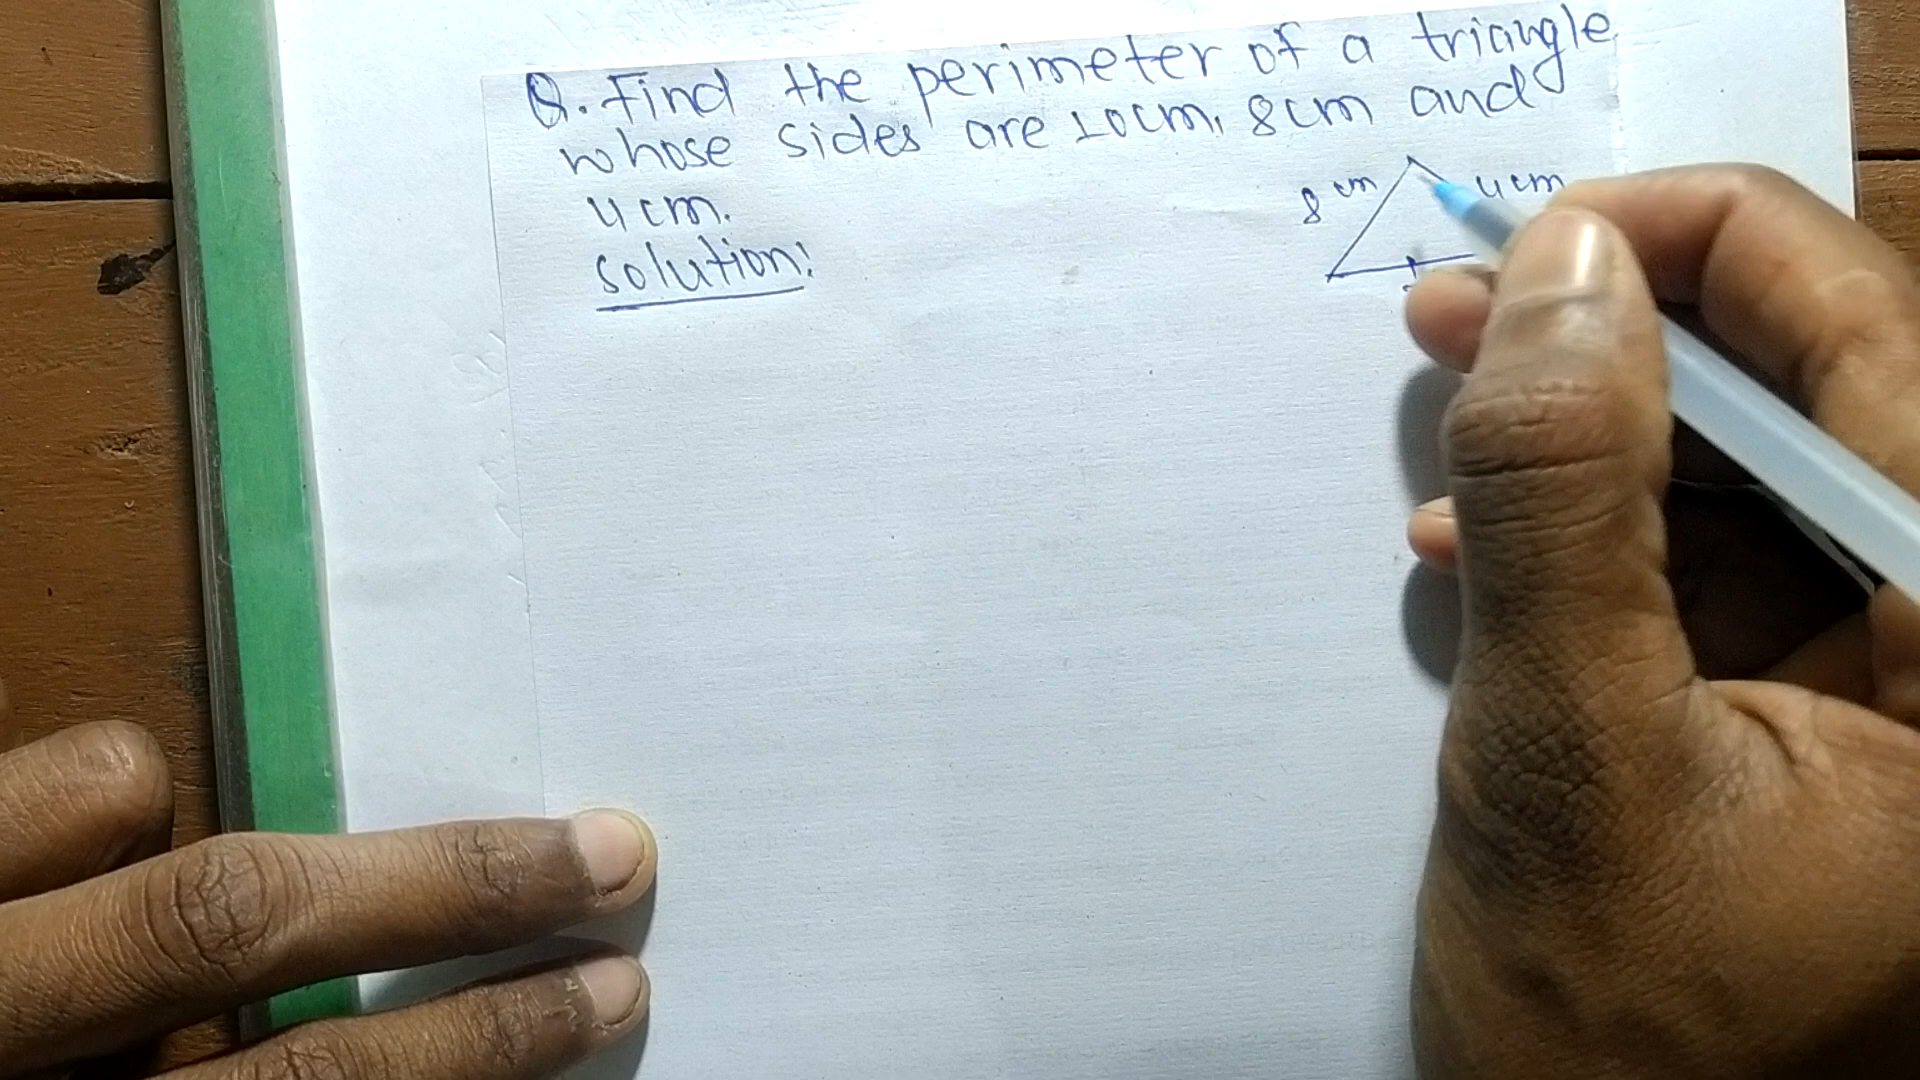 Q. Find the perimeter of a triangle
whose sides are 10cm, 8cm and
4cm.
solution:
8 cm
4cm